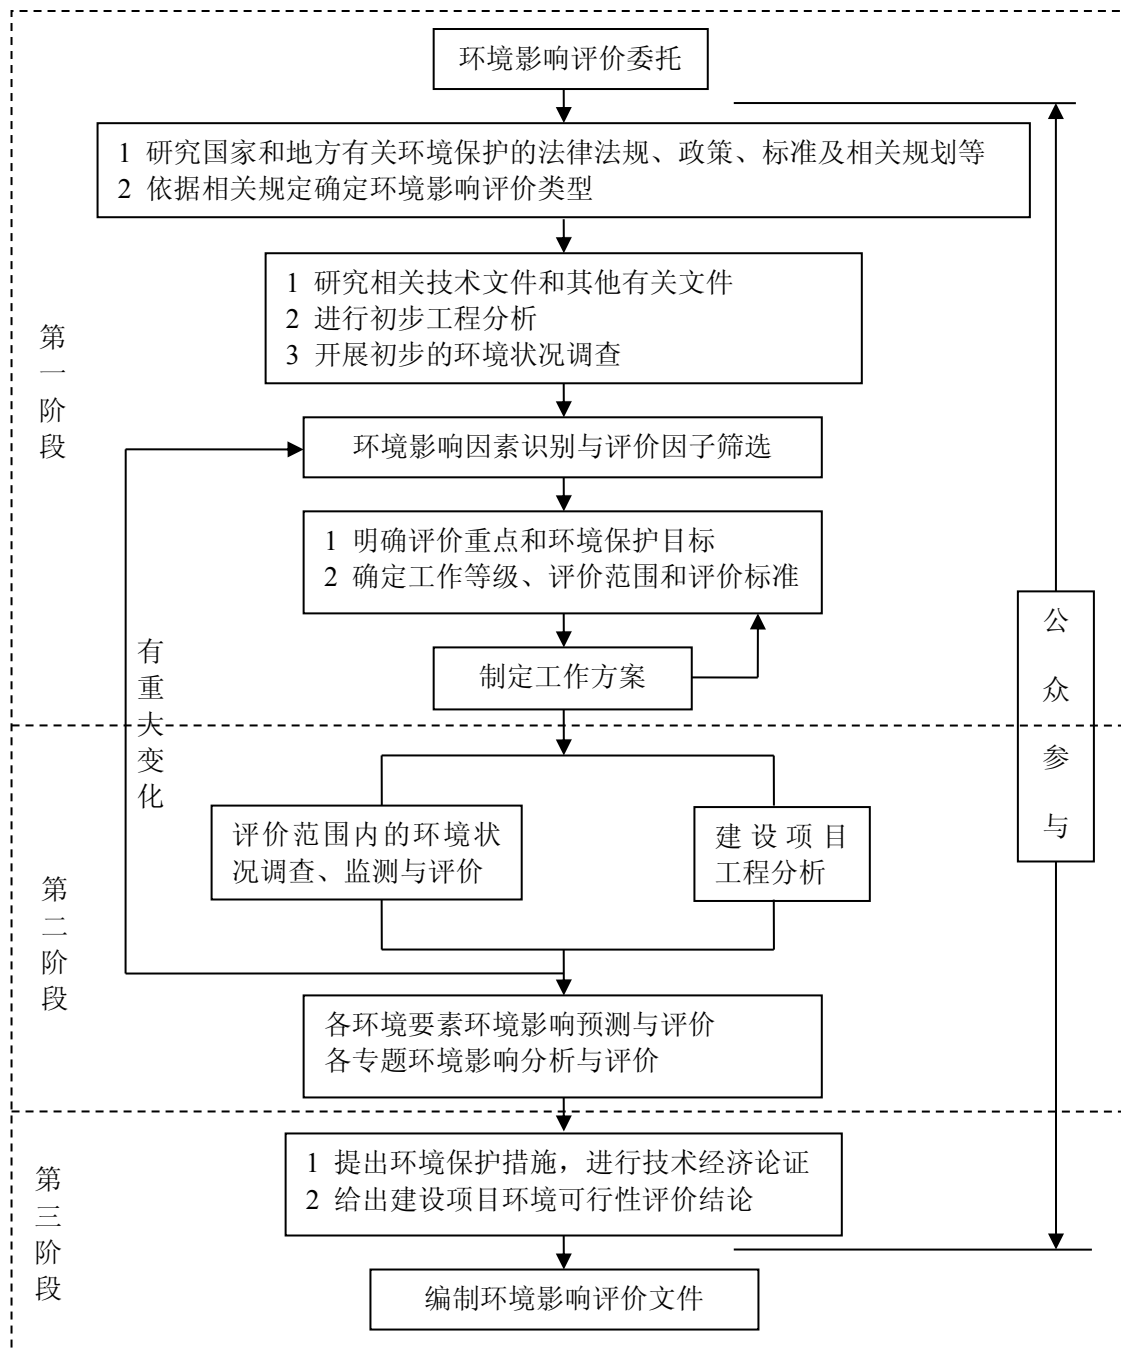 环境影响评价委托
1 研究国家和地方有关环境保护的法律法规、政策、标准及相关规划等
2 依据相关规定确定环境影响评价类型
1 研究相关技术文件和其他有关文件
2 进行初步工程分析
3 开展初步的环境状况调查
第一阶段
环境影响因素识别与评价因子筛选
1 明确评价重点和环境保护目标
2 确定工作等级、评价范围和评价标准
制定工作方案
有重大变化
公众参与
评价范围内的环境状
况调查、监测与评价
建设项目
工程分析
第二阶段
各环境要素环境影响预测与评价
各专题环境影响分析与评价
第三阶段
1 提出环境保护措施，进行技术经济论证
2 给出建设项目环境可行性评价结论
编制环境影响评价文件